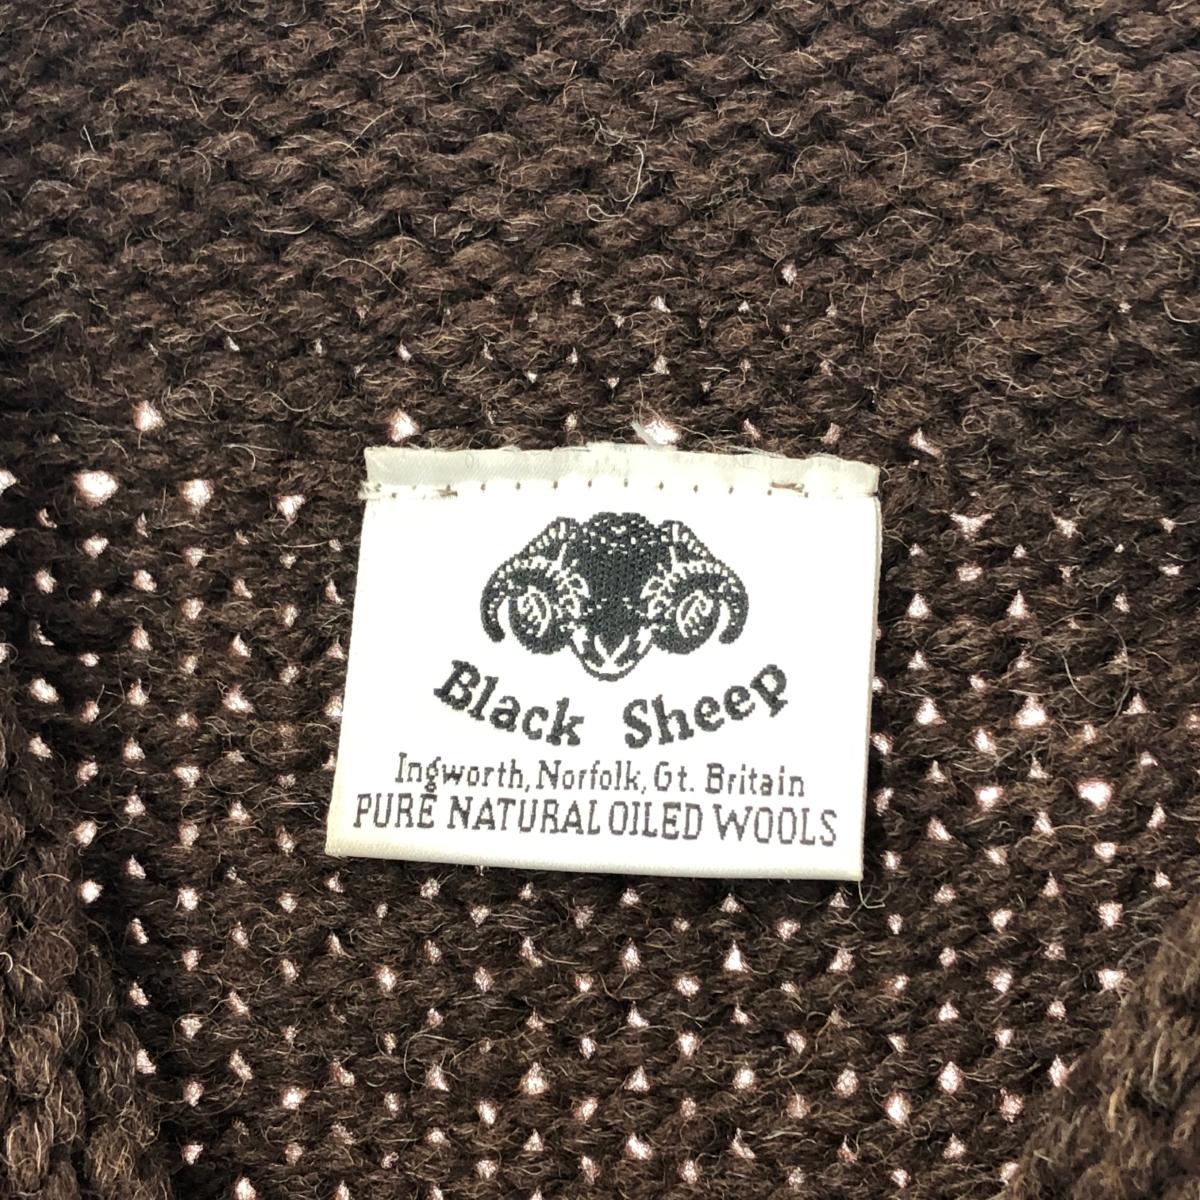 Black Sheep
Ingworth, Norfolk, Gt. Britain
PURE NATURAL OILED WOOLS